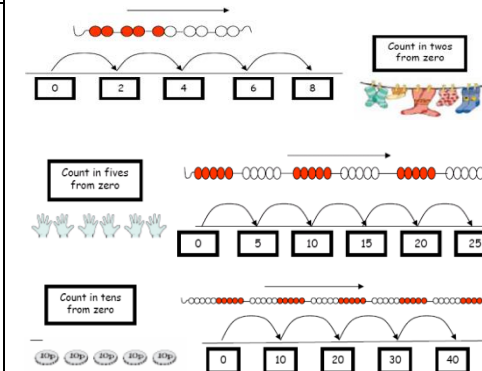 Count in twos
from zero
0 2 4 6 8
Count in fives
from zero
0 5 10 15 20 25
Count in tens
from zero
10p 10p 10p 10p 10p
0 10 20 30 40